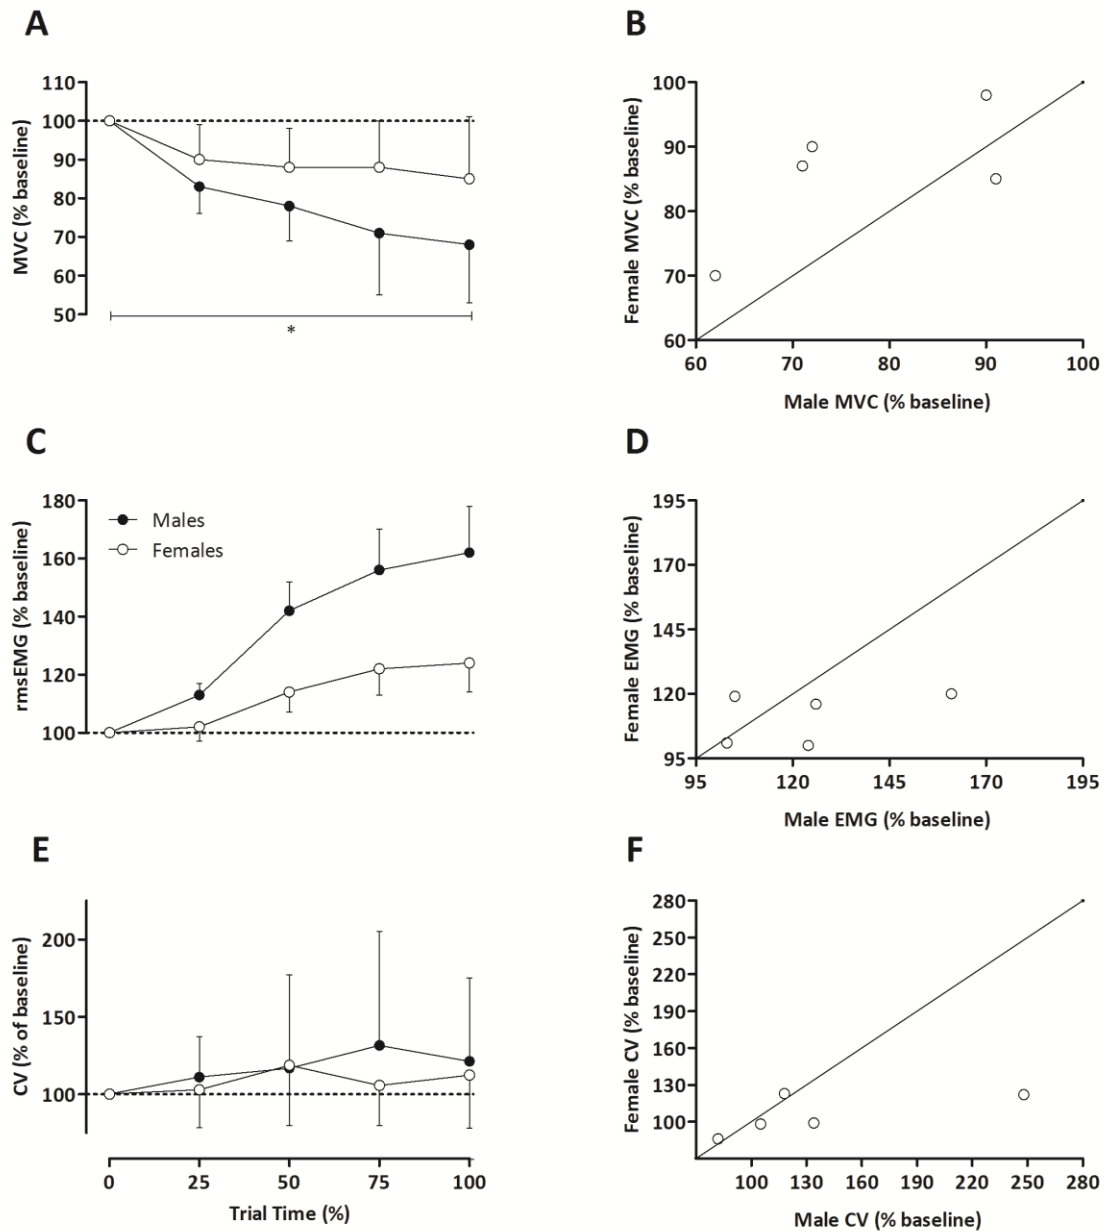 A
MVC (% baseline)
110
100
90
80
70
60
50
*
B
Female MVC (% baseline)
100
90
80
70
60
60 70 80 90 100
Male MVC (% baseline)
C
rmsEMG (% baseline)
180
160
140
120
100
Males
Females
D
Female EMG (% baseline)
195
170
145
120
95
95 120 145 170 195
Male EMG (% baseline)
E
CV (% of baseline)
200
150
100
0 25 50 75 100
Trial Time (%)
F
Female CV (% baseline)
280
250
220
190
160
130
100
100 130 160 190 220 250 280
Male CV (% baseline)